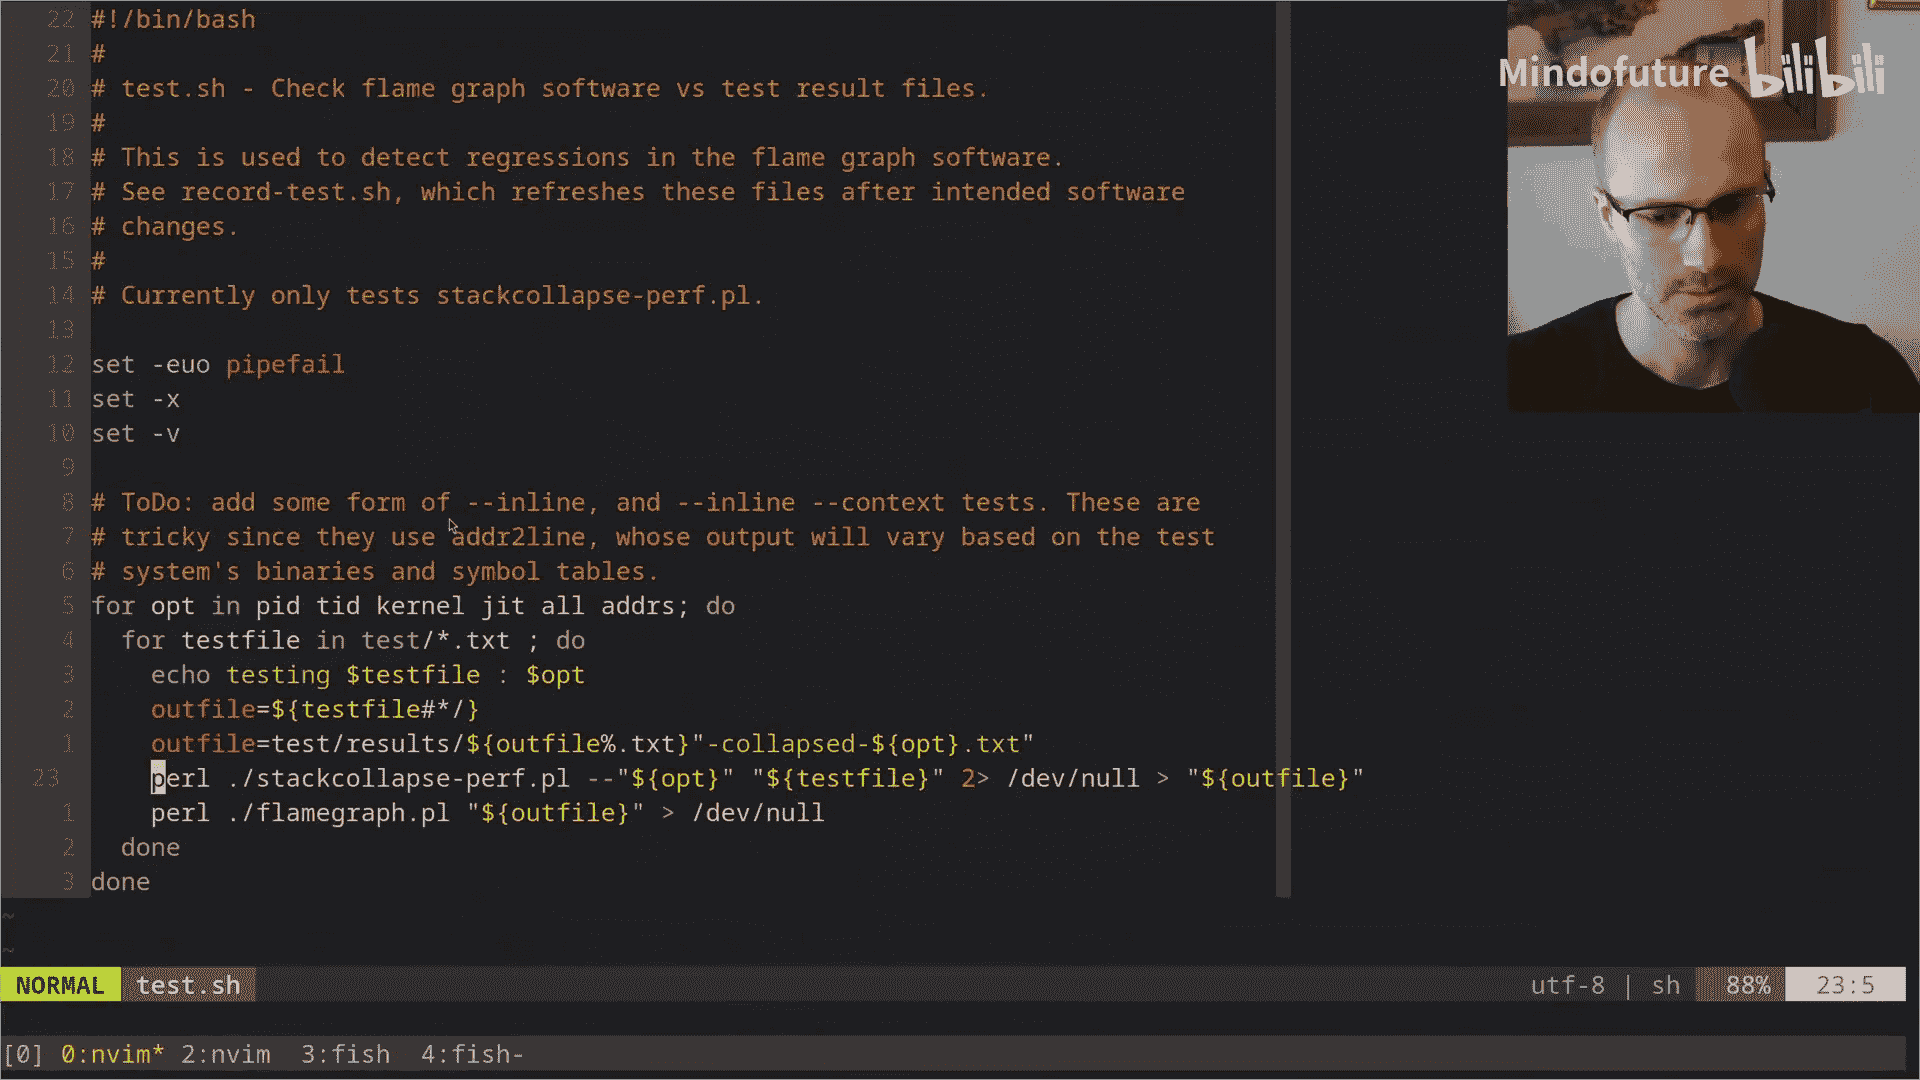 22 #!/bin/bash
21 #
20 # test.sh - Check flame graph software vs test result files.
19 #
18 # This is used to detect regressions in the flame graph software.
17 # See record-test.sh, which refreshes these files after intended software
16 # changes.
15 #
14 # Currently only tests stackcollapse-perf.pl.
13
12 set -euo pipefail
11 set -x
10 set -v
9
8 # ToDo: add some form of --inline, and --inline --context tests. These are
7 # tricky since they use addr2line, whose output will vary based on the test
6 # system's binaries and symbol tables.
5 for opt in pid tid kernel jit all addrs; do
4   for testfile in test/*.txt ; do
3     echo testing $testfile : $opt
2     outfile=${testfile#*/}
1     outfile=test/results/${outfile%.txt}"-collapsed-${opt}.txt"
23     perl ./stackcollapse-perf.pl --"${opt}" "${testfile}" 2> /dev/null > "${outfile}"
1     perl ./flamegraph.pl "${outfile}" > /dev/null
2   done
3 done
~
~
NORMAL test.sh utf-8 | sh 88% 23:5
[0] 0:nvim* 2:nvim 3:fish 4:fish-
Mindofuture bilibili